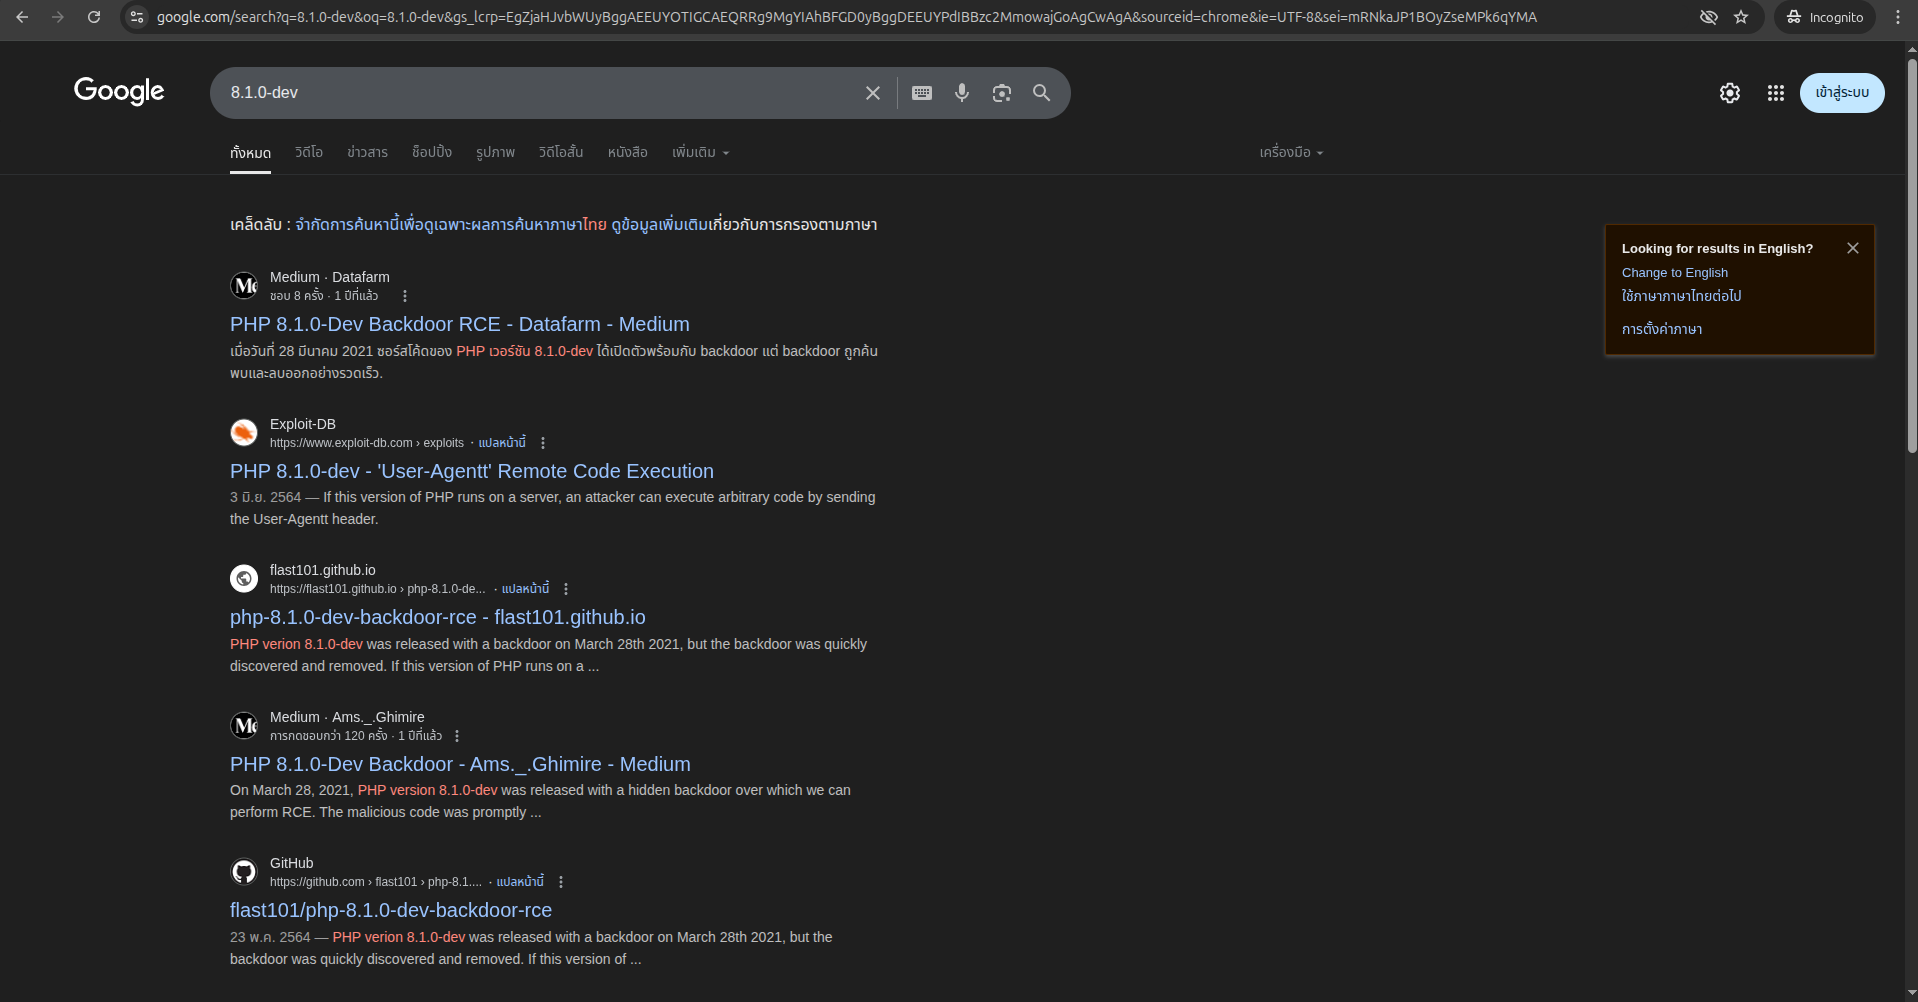 google.com/search?q=8.1.0-dev&oq=8.1.0-dev&gs_lcrp=EgZjaHJvbWUyBggAEEUYOTIGCAEQRRg9MgYIAhBFGD0yBggDEEUYPdIBBzc2MmowajGoAgCwAgA&sourceid=chrome&ie=UTF-8&sei=mRNkaJP1BOyZseMPk6qYMA
Incognito
Google
8.1.0-dev
เข้าสู่ระบบ
ทั้งหมด วิดีโอ ข่าวสาร ช็อปปิ้ง รูปภาพ วิดีโอสั้น หนังสือ เพิ่มเติม เครื่องมือ
เคล็ดลับ : จำกัดการค้นหานี้เพื่อดูเฉพาะผลการค้นหาภาษาไทย ดูข้อมูลเพิ่มเติมเกี่ยวกับการกรองตามภาษา
Looking for results in English?
Change to English
ใช้ภาษาภาษาไทยต่อไป
การตั้งค่าภาษา
Medium · Datafarm
ชอบ 8 ครั้ง · 1 ปีที่แล้ว
PHP 8.1.0-Dev Backdoor RCE - Datafarm - Medium
เมื่อวันที่ 28 มีนาคม 2021 ซอร์สโค้ดของ PHP เวอร์ชัน 8.1.0-dev ได้เปิดตัวพร้อมกับ backdoor แต่ backdoor ถูกค้น
พบและลบออกอย่างรวดเร็ว.
Exploit-DB
https://www.exploit-db.com › exploits · แปลหน้านี้
PHP 8.1.0-dev - 'User-Agentt' Remote Code Execution
3 มิ.ย. 2564 — If this version of PHP runs on a server, an attacker can execute arbitrary code by sending
the User-Agentt header.
flast101.github.io
https://flast101.github.io › php-8.1.0-de... · แปลหน้านี้
php-8.1.0-dev-backdoor-rce - flast101.github.io
PHP verion 8.1.0-dev was released with a backdoor on March 28th 2021, but the backdoor was quickly
discovered and removed. If this version of PHP runs on a ...
Medium · Ams._.Ghimire
การกดชอบกว่า 120 ครั้ง · 1 ปีที่แล้ว
PHP 8.1.0-Dev Backdoor - Ams._.Ghimire - Medium
On March 28, 2021, PHP version 8.1.0-dev was released with a hidden backdoor over which we can
perform RCE. The malicious code was promptly ...
GitHub
https://github.com › flast101 › php-8.1.... · แปลหน้านี้
flast101/php-8.1.0-dev-backdoor-rce
23 พ.ค. 2564 — PHP verion 8.1.0-dev was released with a backdoor on March 28th 2021, but the
backdoor was quickly discovered and removed. If this version of ...